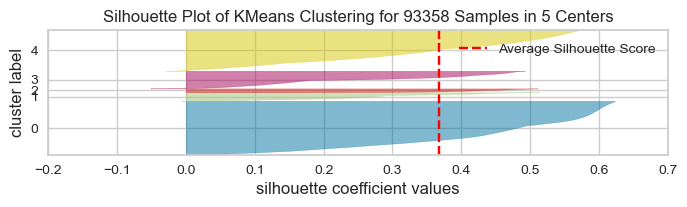 Silhouette Plot of KMeans Clustering for 93358 Samples in 5 Centers
Average Silhouette Score
cluster label
4
3
2
0
-0.2 -0.1 0.0 0.1 0.2 0.3 0.4 0.5 0.6 0.7
silhouette coefficient values